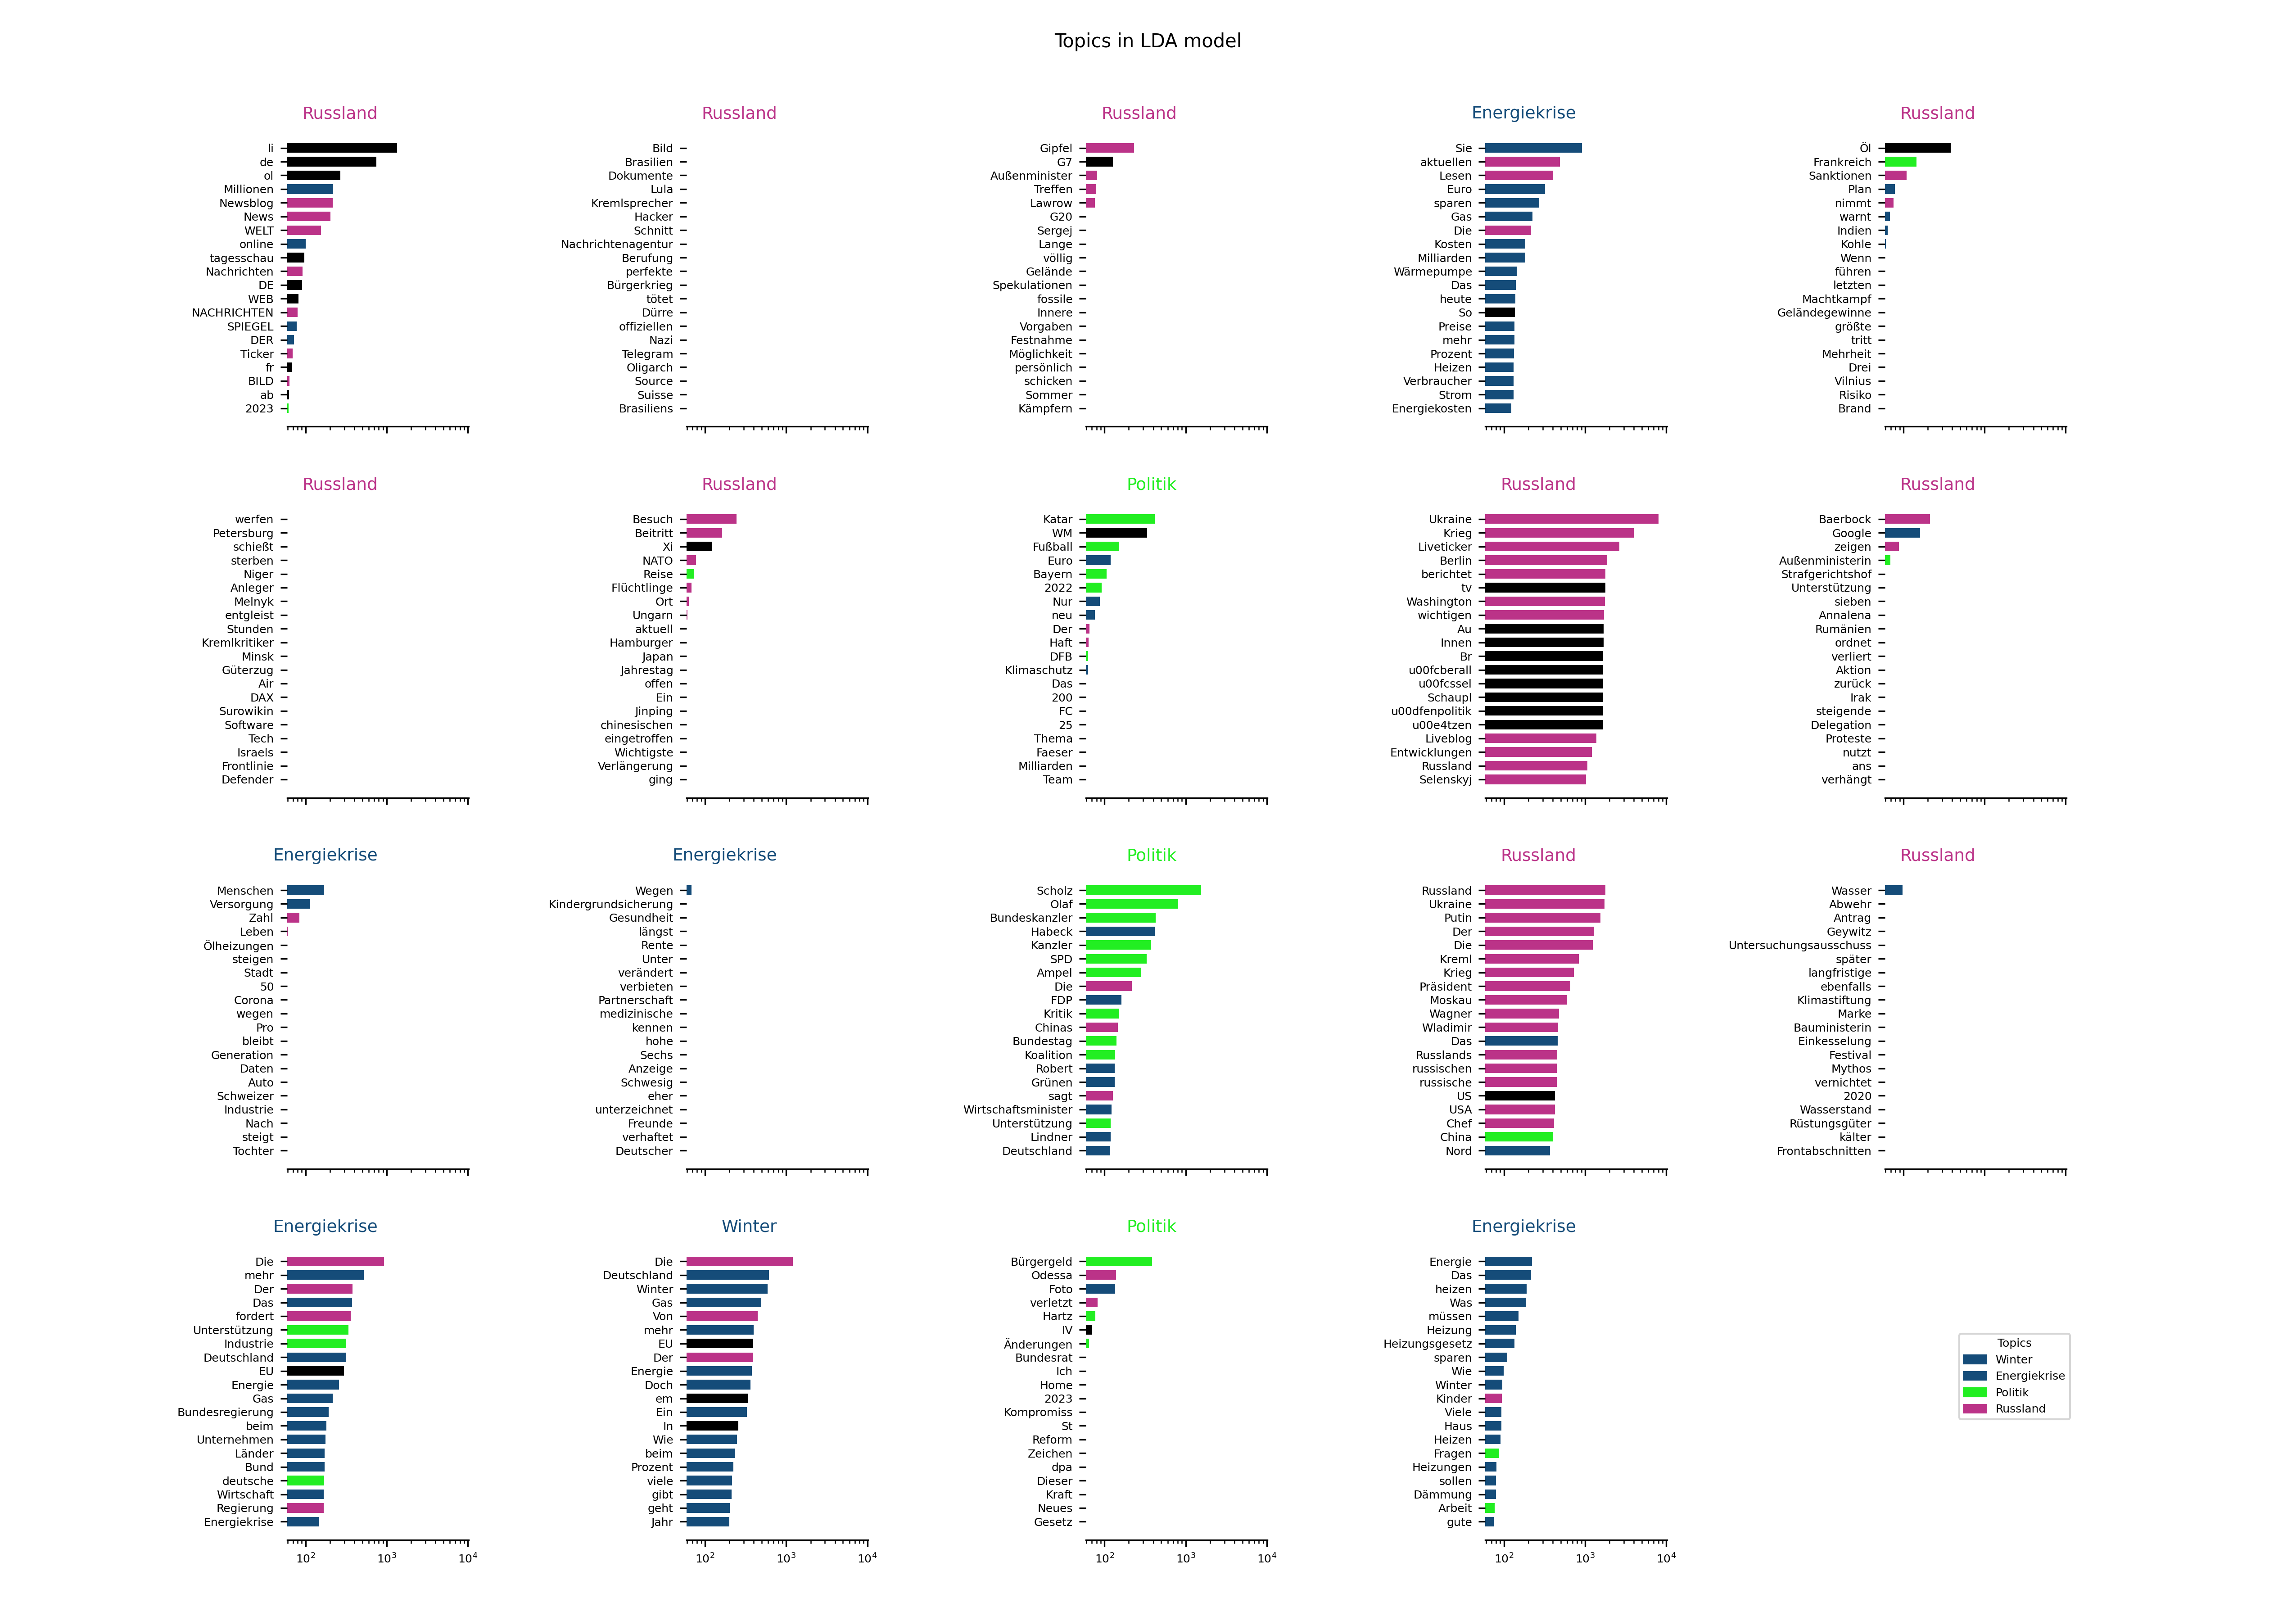 Topics in LDA model
Russland
li
de
ol
Millionen
Newsblog
News
WELT
online
tagesschau
Nachrichten
DE
WEB
NACHRICHTEN
SPIEGEL
DER
Ticker
fr
BILD
ab
2023
Russland
Bild
Brasilien
Dokumente
Lula
Kremlsprecher
Hacker
Schnitt
Nachrichtenagentur
Berufung
perfekte
Bürgerkrieg
tötet
Dürre
offiziellen
Nazi
Telegram
Oligarch
Source
Suisse
Brasiliens
Russland
Gipfel
G7
Außenminister
Treffen
Lawrow
G20
Sergej
Lange
völlig
Gelände
Spekulationen
fossile
Innere
Vorgaben
Festnahme
Möglichkeit
persönlich
schicken
Sommer
Kämpfern
Energiekrise
Sie
aktuellen
Lesen
Euro
sparen
Gas
Die
Kosten
Milliarden
Wärmepumpe
Das
heute
So
Preise
mehr
Prozent
Heizen
Verbraucher
Strom
Energiekosten
Russland
Öl
Frankreich
Sanktionen
Plan
nimmt
warnt
Indien
Kohle
Wenn
führen
letzten
Machtkampf
Geländegewinne
größte
tritt
Mehrheit
Drei
Vilnius
Risiko
Brand
Russland
werfen
Petersburg
schießt
sterben
Niger
Anleger
Melnyk
entgleist
Stunden
Kremlkritiker
Minsk
Güterzug
Air
DAX
Surowikin
Software
Tech
Israels
Frontlinie
Defender
Russland
Besuch
Beitritt
Xi
NATO
Reise
Flüchtlinge
Ort
Ungarn
aktuell
Hamburger
Japan
Jahrestag
offen
Ein
Jinping
chinesischen
eingetroffen
Wichtigste
Verlängerung
ging
Politik
Katar
WM
Fußball
Euro
Bayern
2022
Nur
neu
Der
Haft
DFB
Klimaschutz
Das
200
FC
25
Thema
Faeser
Milliarden
Team
Russland
Ukraine
Krieg
Liveticker
Berlin
berichtet
tv
Washington
wichtigen
Au
Innen
Br
u00fcberall
u00fcssel
Schaupl
u00dfenpolitik
u00e4tzen
Liveblog
Entwicklungen
Russland
Selenskyj
Russland
Baerbock
Google
zeigen
Außenministerin
Strafgerichtshof
Unterstützung
sieben
Annalena
Rumänien
ordnet
verliert
Aktion
zurück
Irak
steigende
Delegation
Proteste
nutzt
ans
verhängt
Energiekrise
Menschen
Versorgung
Zahl
Leben
Ölheizungen
steigen
Stadt
50
Corona
wegen
Pro
bleibt
Generation
Daten
Auto
Schweizer
Industrie
Nach
steigt
Tochter
Energiekrise
Wegen
Kindergrundsicherung
Gesundheit
längst
Rente
Unter
verändert
verbieten
Partnerschaft
medizinische
kennen
hohe
Sechs
Anzeige
Schwesig
eher
unterzeichnet
Freunde
verhaftet
Deutscher
Politik
Scholz
Olaf
Bundeskanzler
Habeck
Kanzler
SPD
Ampel
Die
FDP
Kritik
Chinas
Bundestag
Koalition
Robert
Grünen
sagt
Wirtschaftsminister
Unterstützung
Lindner
Deutschland
Russland
Russland
Ukraine
Putin
Der
Die
Kreml
Krieg
Präsident
Moskau
Wagner
Wladimir
Das
Russlands
russischen
russische
US
USA
Chef
China
Nord
Russland
Wasser
Abwehr
Antrag
Geywitz
Untersuchungsausschuss
später
langfristige
ebenfalls
Klimastiftung
Marke
Bauministerin
Einkesselung
Festival
Mythos
vernichtet
2020
Wasserstand
Rüstungsgüter
kälter
Frontabschnitten
Energiekrise
Die
mehr
Der
Das
fordert
Unterstützung
Industrie
Deutschland
EU
Energie
Gas
Bundesregierung
beim
Unternehmen
Länder
Bund
deutsche
Wirtschaft
Regierung
Energiekrise
10² 10³ 10⁴
Winter
Die
Deutschland
Winter
Gas
Von
mehr
EU
Der
Energie
Doch
em
Ein
In
Wie
beim
Prozent
viele
gibt
geht
Jahr
10² 10³ 10⁴
Politik
Bürgergeld
Odessa
Foto
verletzt
Hartz
IV
Änderungen
Bundesrat
Ich
Home
2023
Kompromiss
St
Reform
Zeichen
dpa
Dieser
Kraft
Neues
Gesetz
10² 10³ 10⁴
Energiekrise
Energie
Das
heizen
Was
müssen
Heizung
Heizungsgesetz
sparen
Wie
Winter
Kinder
Viele
Haus
Heizen
Fragen
Heizungen
sollen
Dämmung
Arbeit
gute
10² 10³ 10⁴
Topics
Winter
Energiekrise
Politik
Russland